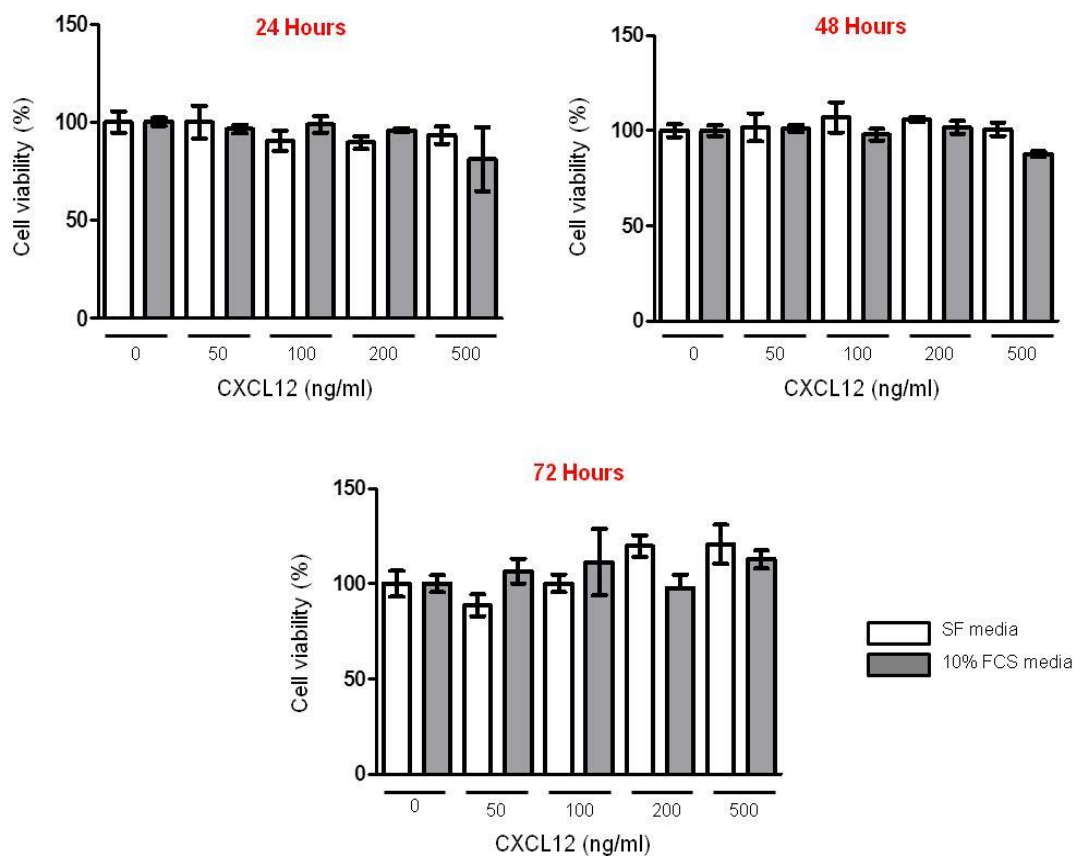 24 Hours
150
100
50
0
Cell viability (%)
0 50 100 200 500
CXCL12 (ng/ml)
48 Hours
150
100
50
0
Cell viability (%)
0 50 100 200 500
CXCL12 (ng/ml)
72 Hours
150
100
50
0
Cell viability (%)
0 50 100 200 500
CXCL12 (ng/ml)
SF media
10% FCS media